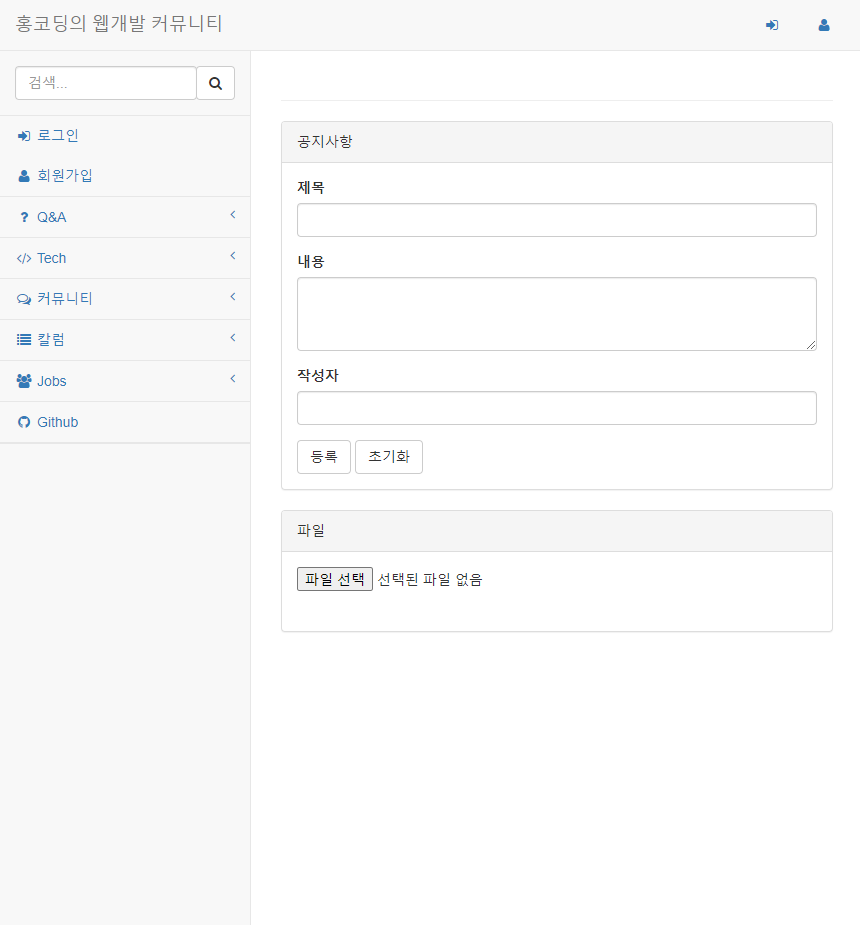 홍코딩의 웹개발 커뮤니티
검색...
로그인
회원가입
Q&A
Tech
커뮤니티
칼럼
Jobs
Github
공지사항
제목
내용
작성자
등록 초기화
파일
파일 선택 선택된 파일 없음